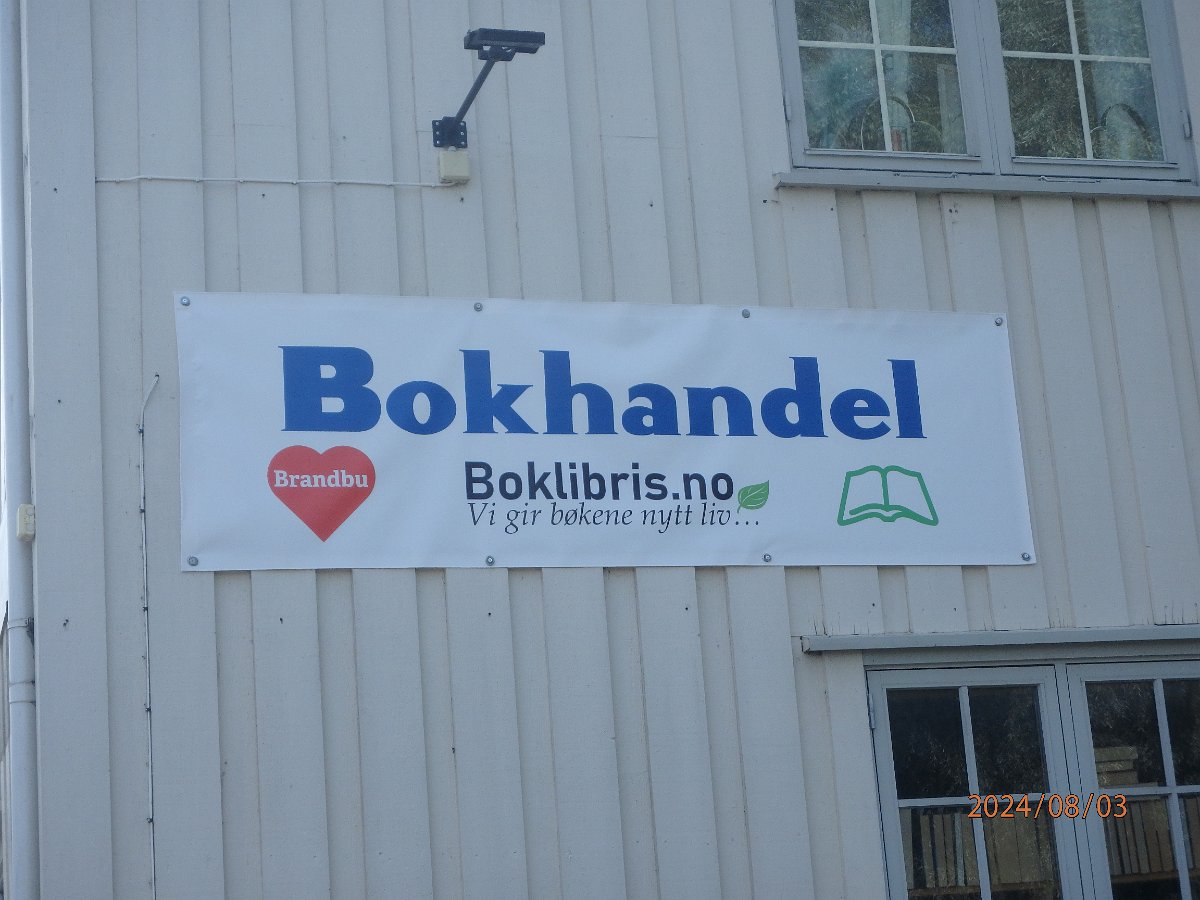 Bokhandel
Brandbu
Boklibris.no
Vi gir bøkene nytt liv...
2024/08/03